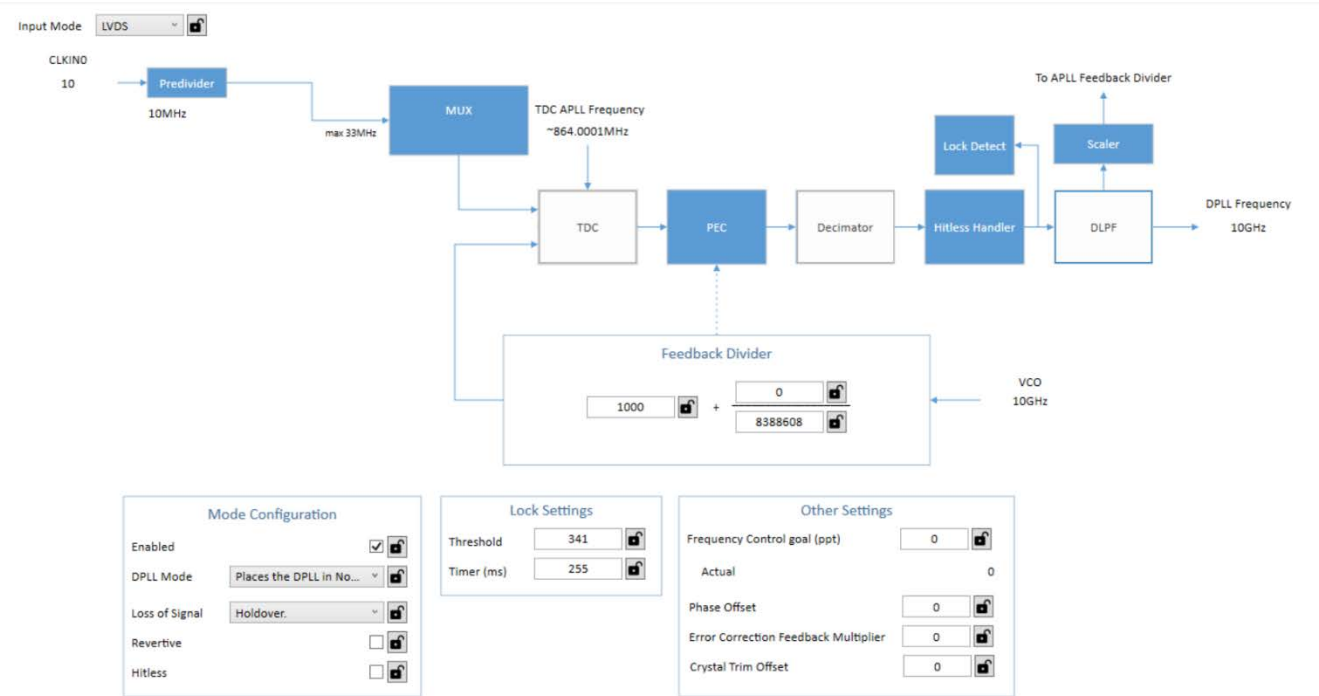 Input Mode LVDS
CLKIN0
10
Predivider
10MHz
max 33MHz
MUX
TDC APLL Frequency
~864.0001MHz
To APLL Feedback Divider
Lock Detect
Scaler
TDC
PEC
Decimator
Hitless Handler
DLPF
DPLL Frequency
10GHz
Feedback Divider
1000 + 0
8388608
VCO
10GHz
Mode Configuration
Enabled
DPLL Mode Places the DPLL in No...
Loss of Signal Holdover.
Revertive
Hitless
Lock Settings
Threshold 341
Timer (ms) 255
Other Settings
Frequency Control goal (ppt) 0
Actual 0
Phase Offset 0
Error Correction Feedback Multiplier 0
Crystal Trim Offset 0